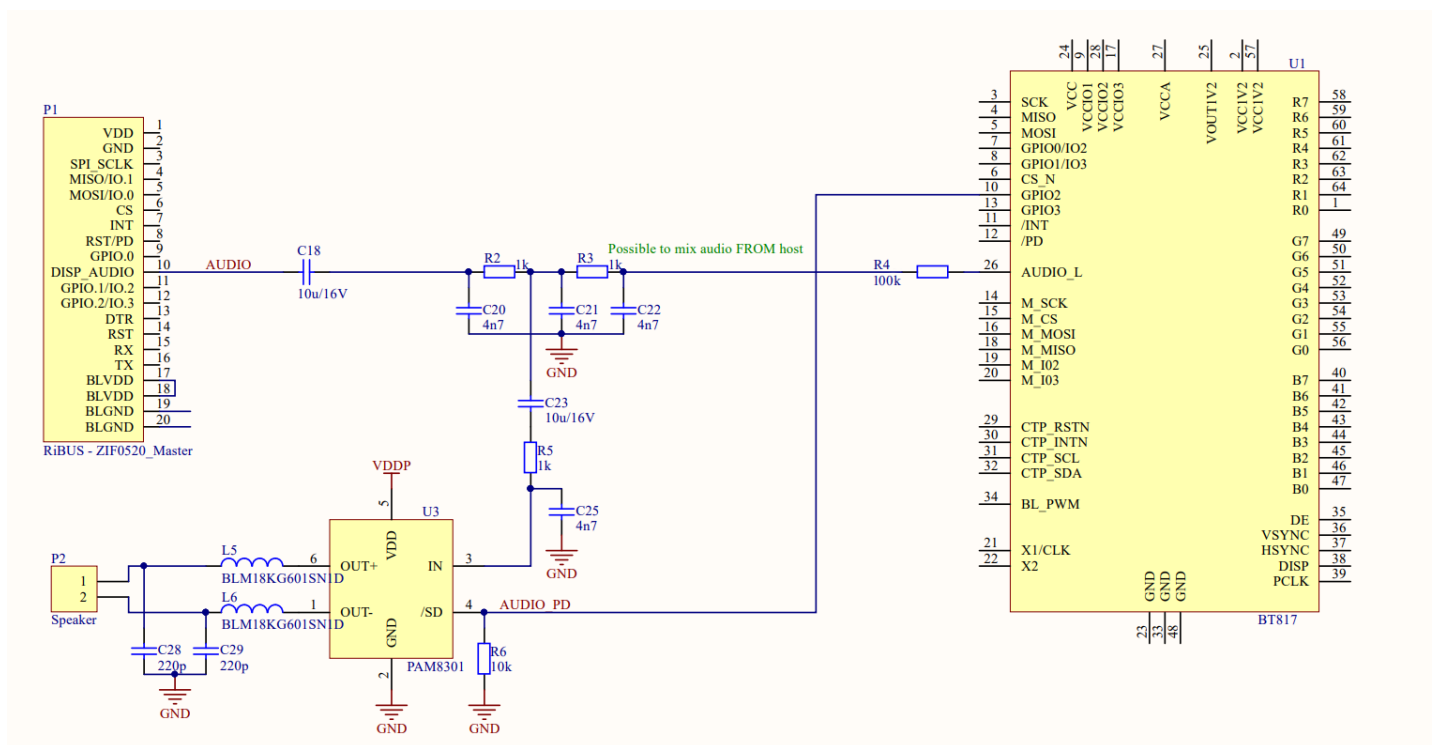 P1
VDD 1
GND 2
SPI_SCLK 3
MISO/IO.1 4
MOSI/IO.0 5
CS 6
INT 7
RST/PD 8
GPIO.0 9
DISP_AUDIO 10
GPIO.1/IO.2 11
GPIO.2/IO.3 12
DTR 13
RST 14
RX 15
TX 16
BLVDD 17
BLVDD 18
BLGND 19
BLGND 20
RiBUS - ZIF0520_Master
AUDIO
C18
10u/16V
R2
1k
R3
1k
Possible to mix audio FROM host
C20
4n7
C21
4n7
C22
4n7
GND
R4
100k
C23
10u/16V
R5
1k
C25
4n7
GND
VDDP
5
U3
VDD
6 OUT+
IN 3
1 OUT-
/SD 4
GND
2
PAM8301
GND
AUDIO_PD
R6
10k
GND
P2
1
2
Speaker
L5
BLM18KG601SN1D
L6
BLM18KG601SN1D
C28
220p
C29
220p
GND
U1
24 VCC
9 VCCIO1
28 VCCIO2
17 VCCIO3
27 VCCA
25 VOUT1V2
2 VCC1V2
57 VCC1V2
3 SCK
4 MISO
5 MOSI
7 GPIO0/IO2
8 GPIO1/IO3
6 CS_N
10 GPIO2
13 GPIO3
11 /INT
12 /PD
26 AUDIO_L
14 M_SCK
15 M_CS
16 M_MOSI
18 M_MISO
19 M_I02
20 M_I03
29 CTP_RSTN
30 CTP_INTN
31 CTP_SCL
32 CTP_SDA
34 BL_PWM
21 X1/CLK
22 X2
R7 58
R6 59
R5 60
R4 61
R3 62
R2 63
R1 64
R0 1
G7 49
G6 50
G5 51
G4 52
G3 53
G2 54
G1 55
G0 56
B7 40
B6 41
B5 42
B4 43
B3 44
B2 45
B1 46
B0 47
DE 35
VSYNC 36
HSYNC 37
DISP 38
PCLK 39
GND 23
GND 33
GND 48
BT817